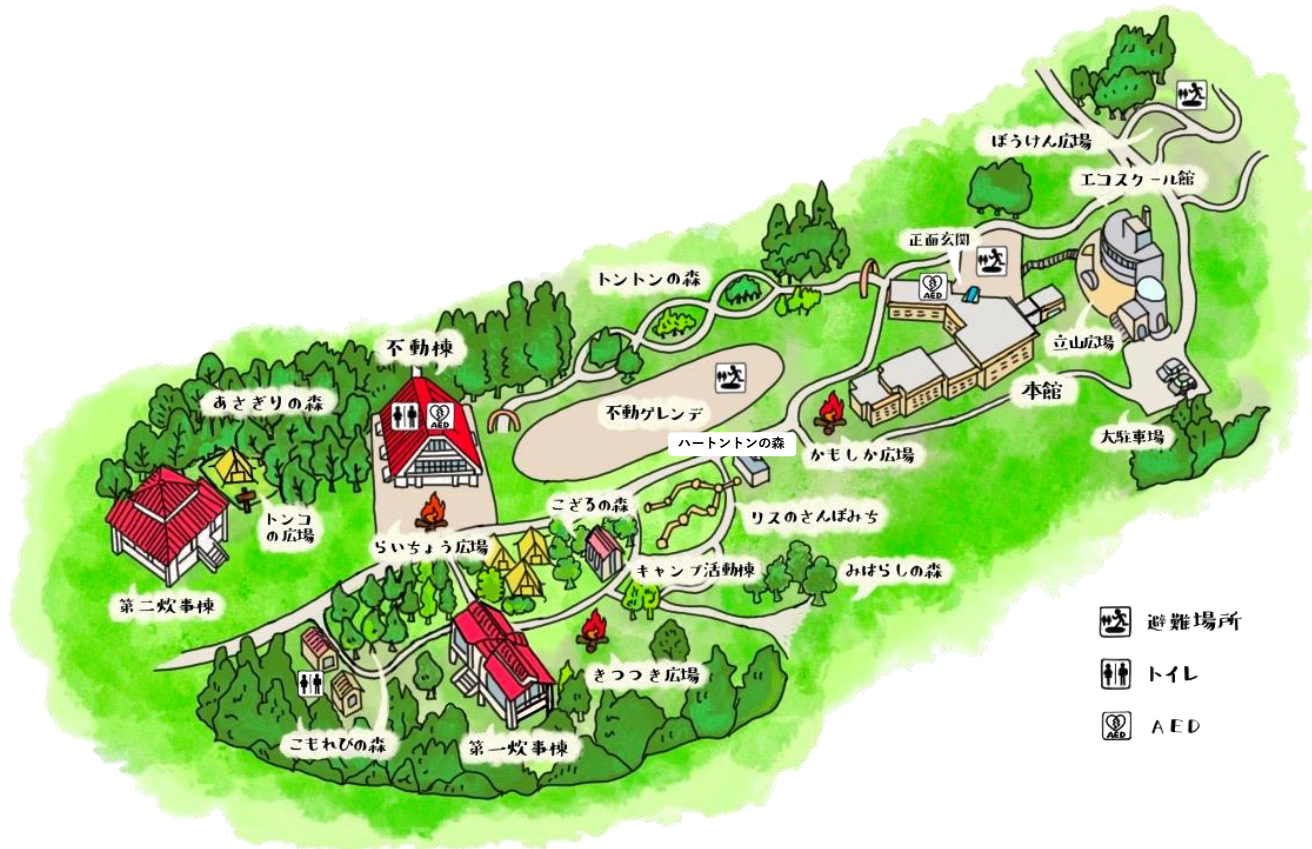 ぼうけん広場
エコスクール館
正面玄関
AED
トントンの森
立山広場
不動棟
本館
AED
あさぎりの森
不動ゲレンデ
大駐車場
ハートントンの森
かもしか広場
こざるの森
トンコ
の広場
リスのさんぽみち
らいちょう広場
キャンプ活動棟
みはらしの森
第二炊事棟
きつつき広場
こもれびの森
第一炊事棟
避難場所
トイレ
AED
AED